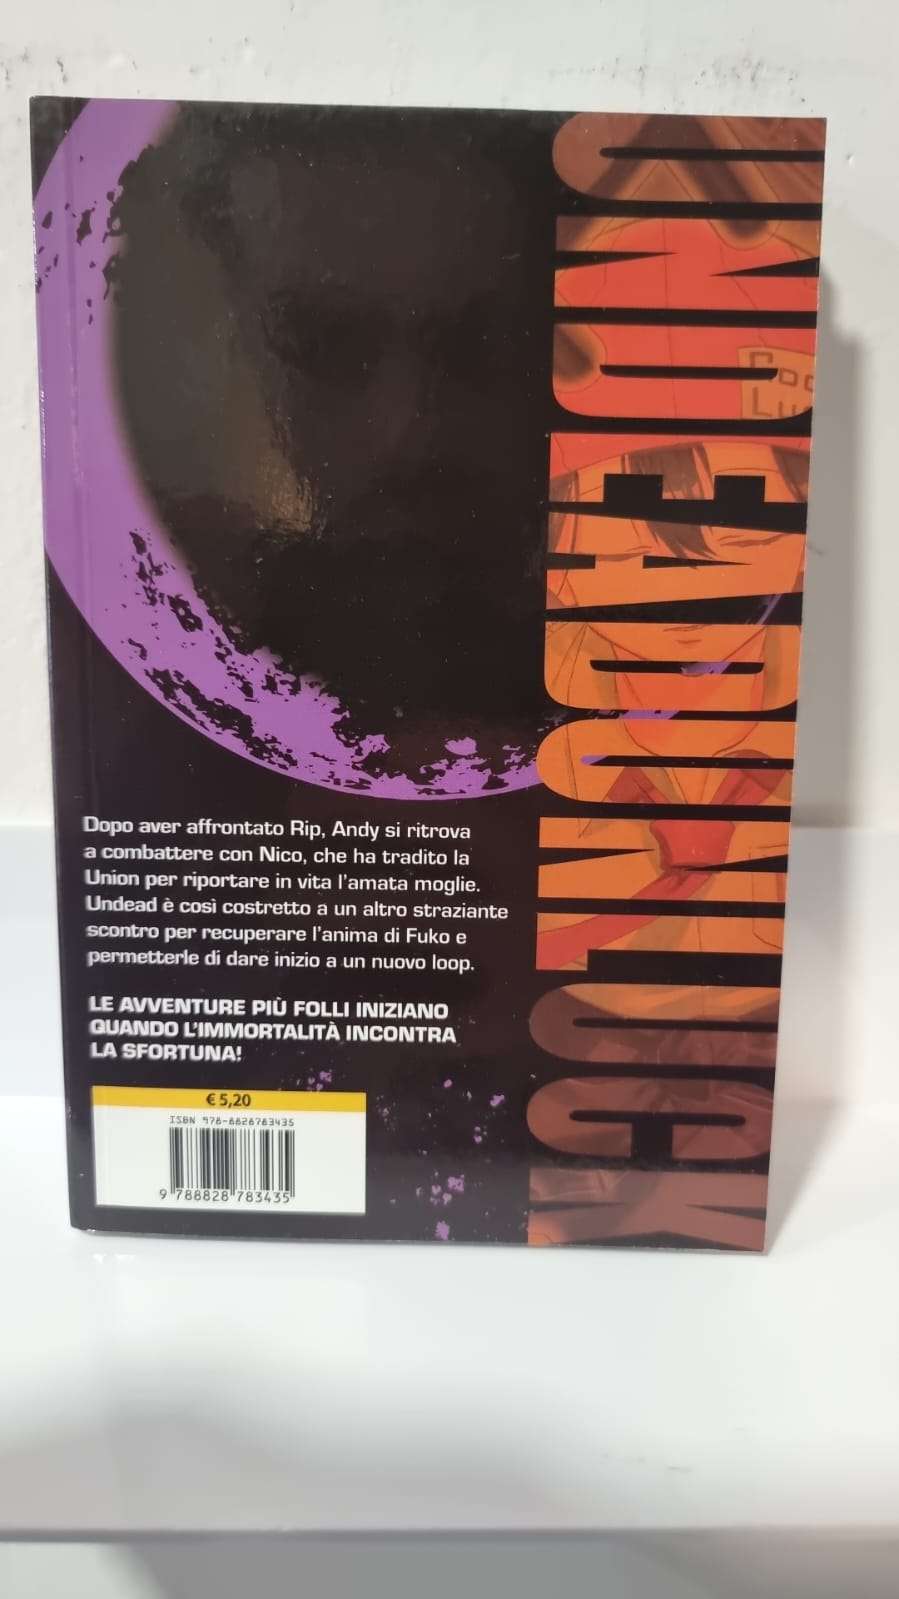 UNDEAD UNLUCK
Dopo aver affrontato Rip, Andy si ritrova
a combattere con Nico, che ha tradito la
Union per riportare in vita l'amata moglie.
Undead è così costretto a un altro straziante
scontro per recuperare l'anima di Fuko e
permetterle di dare inizio a un nuovo loop.
LE AVVENTURE PIÙ FOLLI INIZIANO
QUANDO L'IMMORTALITÀ INCONTRA
LA SFORTUNA!
€ 5,20
ISBN 978-8828783435
9 788828 783435